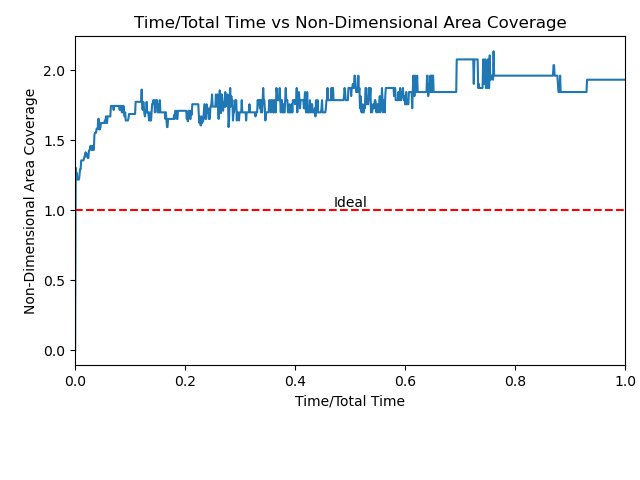 Time/Total Time vs Non-Dimensional Area Coverage
Non-Dimensional Area Coverage
2.0
1.5
1.0
0.5
0.0
Ideal
0.0 0.2 0.4 0.6 0.8 1.0
Time/Total Time